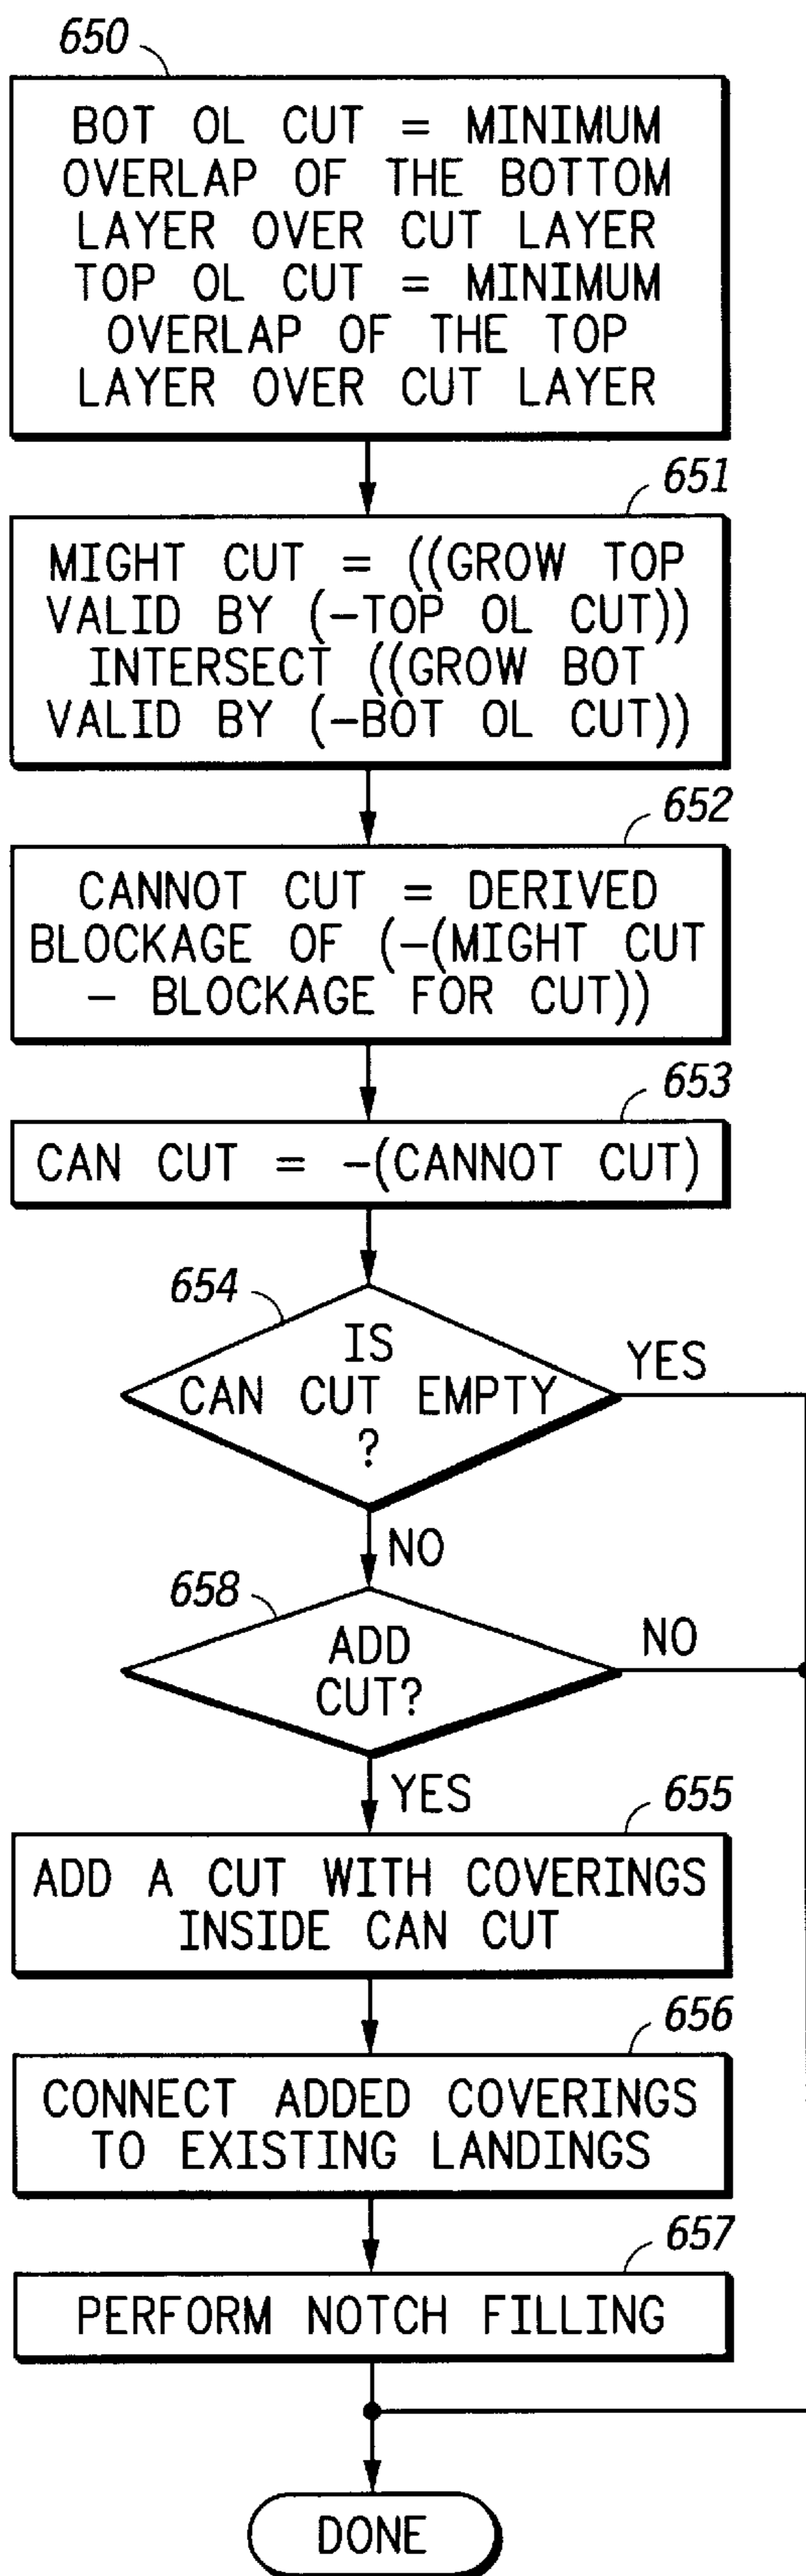 650
BOT OL CUT = MINIMUM
OVERLAP OF THE BOTTOM
LAYER OVER CUT LAYER
TOP OL CUT = MINIMUM
OVERLAP OF THE TOP
LAYER OVER CUT LAYER
651
MIGHT CUT = ((GROW TOP
VALID BY (-TOP OL CUT))
INTERSECT ((GROW BOT
VALID BY (-BOT OL CUT))
652
CANNOT CUT = DERIVED
BLOCKAGE OF (-(MIGHT CUT
- BLOCKAGE FOR CUT))
653
CAN CUT = -(CANNOT CUT)
654
IS
CAN CUT EMPTY
?
YES
NO
658
ADD
CUT?
NO
YES
655
ADD A CUT WITH COVERINGS
INSIDE CAN CUT
656
CONNECT ADDED COVERINGS
TO EXISTING LANDINGS
657
PERFORM NOTCH FILLING
DONE